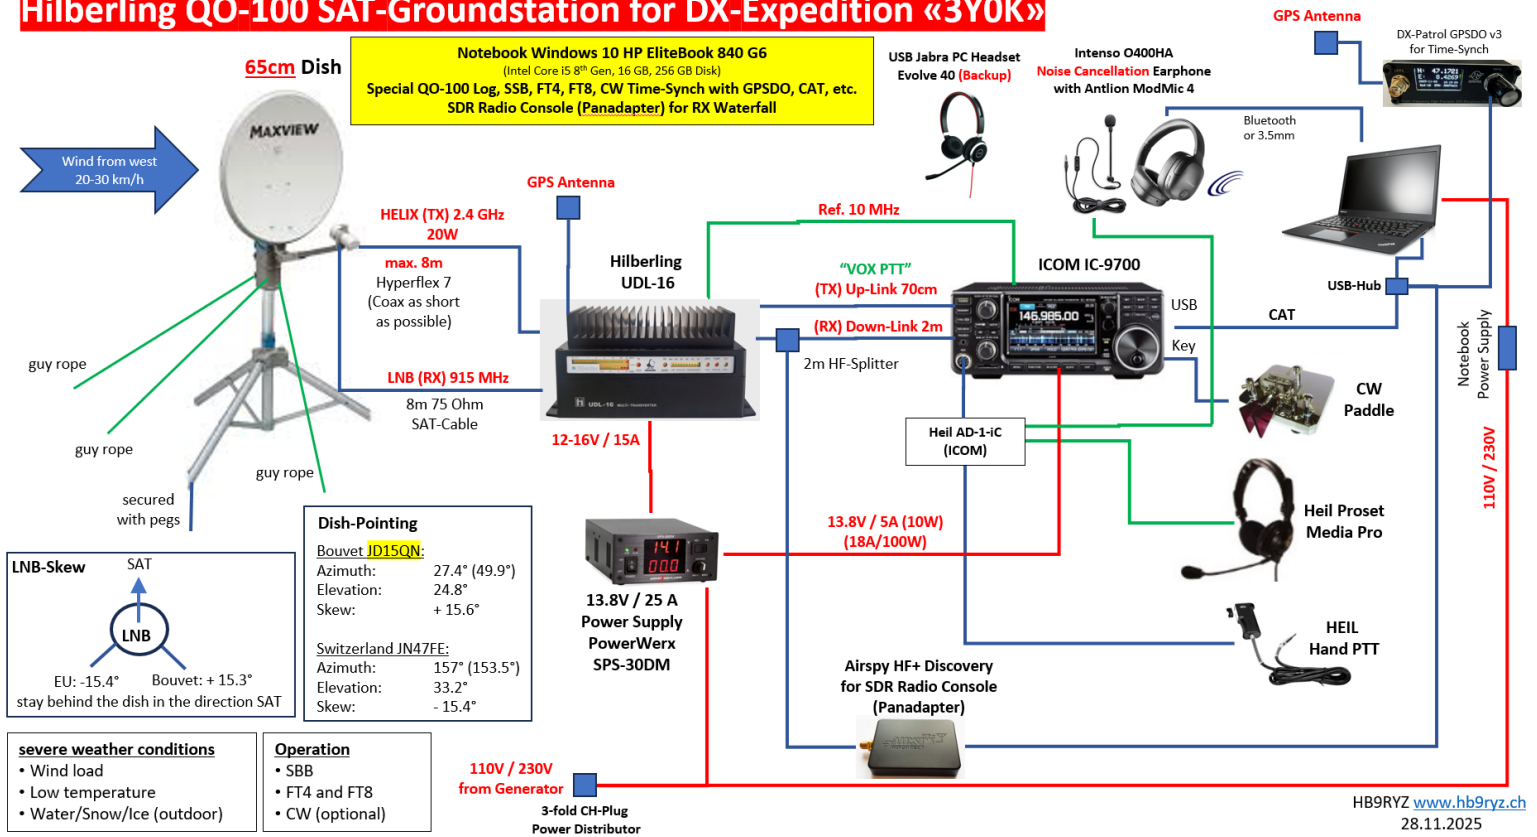 Hilberling QO-100 SAT-Groundstation for DX-Expedition «3Y0K»
65cm Dish
Notebook Windows 10 HP EliteBook 840 G6
(Intel Core i5 8th Gen, 16 GB, 256 GB Disk)
Special QO-100 Log, SSB, FT4, FT8, CW Time-Synch with GPSDO, CAT, etc.
SDR Radio Console (Panadapter) for RX Waterfall
USB Jabra PC Headset
Evolve 40 (Backup)
Intenso O400HA
Noise Cancellation Earphone
with Antlion ModMic 4
GPS Antenna
DX-Patrol GPSDO v3
for Time-Synch
Bluetooth
or 3.5mm
MAXVIEW
Wind from west
20-30 km/h
GPS Antenna
HELIX (TX) 2.4 GHz
20W
max. 8m
Hyperflex 7
(Coax as short
as possible)
Hilberling
UDL-16
Ref. 10 MHz
"VOX PTT"
(TX) Up-Link 70cm
(RX) Down-Link 2m
2m HF-Splitter
ICOM IC-9700
146.985.00
USB
Key
CAT
USB-Hub
Notebook
Power Supply
110V / 230V
guy rope
guy rope
guy rope
LNB (RX) 915 MHz
8m 75 Ohm
SAT-Cable
UDL-16 MULTI TRANSVERTER
12-16V / 15A
Heil AD-1-iC
(ICOM)
CW
Paddle
secured
with pegs
Heil Proset
Media Pro
13.8V / 5A (10W)
(18A/100W)
14.1
00.0
13.8V / 25 A
Power Supply
PowerWerx
SPS-30DM
HEIL
Hand PTT
Dish-Pointing
Bouvet JD15QN:
Azimuth: 27.4° (49.9°)
Elevation: 24.8°
Skew: + 15.6°
Switzerland JN47FE:
Azimuth: 157° (153.5°)
Elevation: 33.2°
Skew: - 15.4°
LNB-Skew
SAT
LNB
EU: -15.4°
Bouvet: + 15.3°
stay behind the dish in the direction SAT
Airspy HF+ Discovery
for SDR Radio Console
(Panadapter)
severe weather conditions
• Wind load
• Low temperature
• Water/Snow/Ice (outdoor)
Operation
• SBB
• FT4 and FT8
• CW (optional)
110V / 230V
from Generator
3-fold CH-Plug
Power Distributor
HB9RYZ www.hb9ryz.ch
28.11.2025